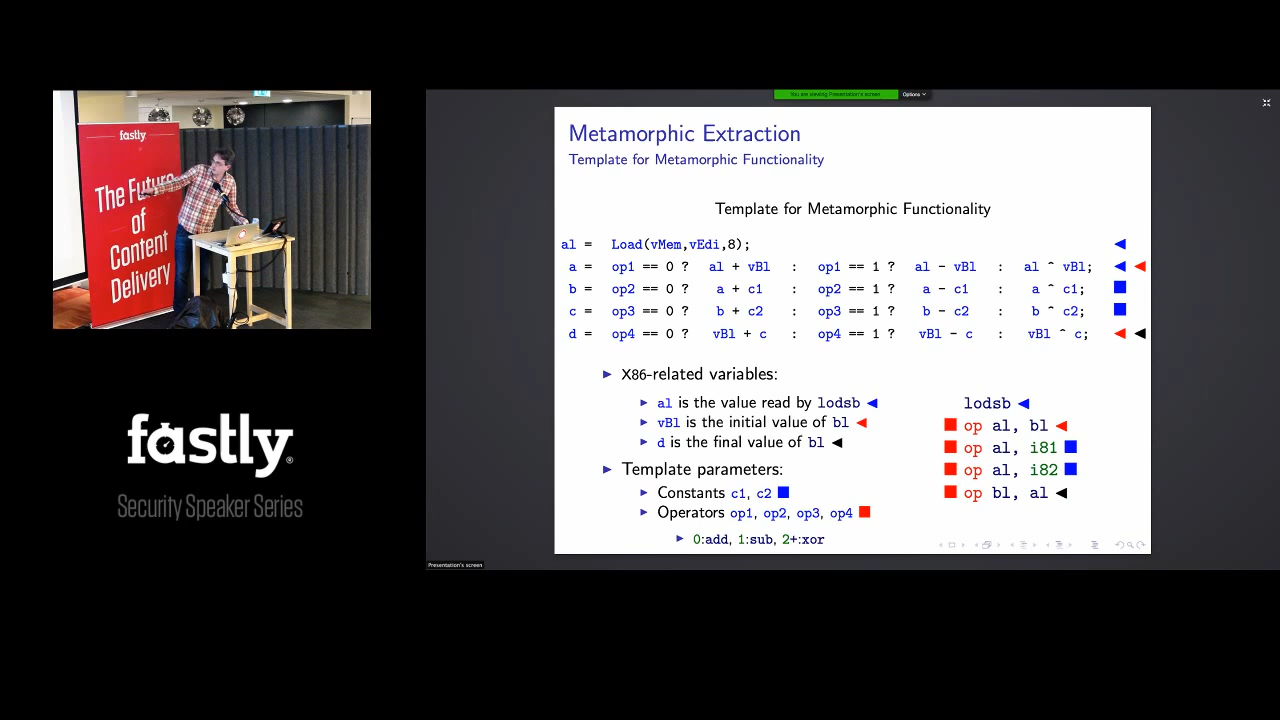 fastly
The Future
of
Content
Delivery
fastly
Security Speaker Series
You are viewing Presentation's screen
Options
Metamorphic Extraction
Template for Metamorphic Functionality
Template for Metamorphic Functionality
al = Load(vMem,vEdi,8);
a = op1 == 0 ? al + vBl : op1 == 1 ? al - vBl : al ^ vBl;
b = op2 == 0 ? a + c1 : op2 == 1 ? a - c1 : a ^ c1;
c = op3 == 0 ? b + c2 : op3 == 1 ? b - c2 : b ^ c2;
d = op4 == 0 ? vBl + c : op4 == 1 ? vBl - c : vBl ^ c;
X86-related variables:
al is the value read by lodsb
vBl is the initial value of bl
d is the final value of bl
Template parameters:
Constants c1, c2
Operators op1, op2, op3, op4
0:add, 1:sub, 2+:xor
lodsb
op al, bl
op al, i81
op al, i82
op bl, al
Presentation's screen